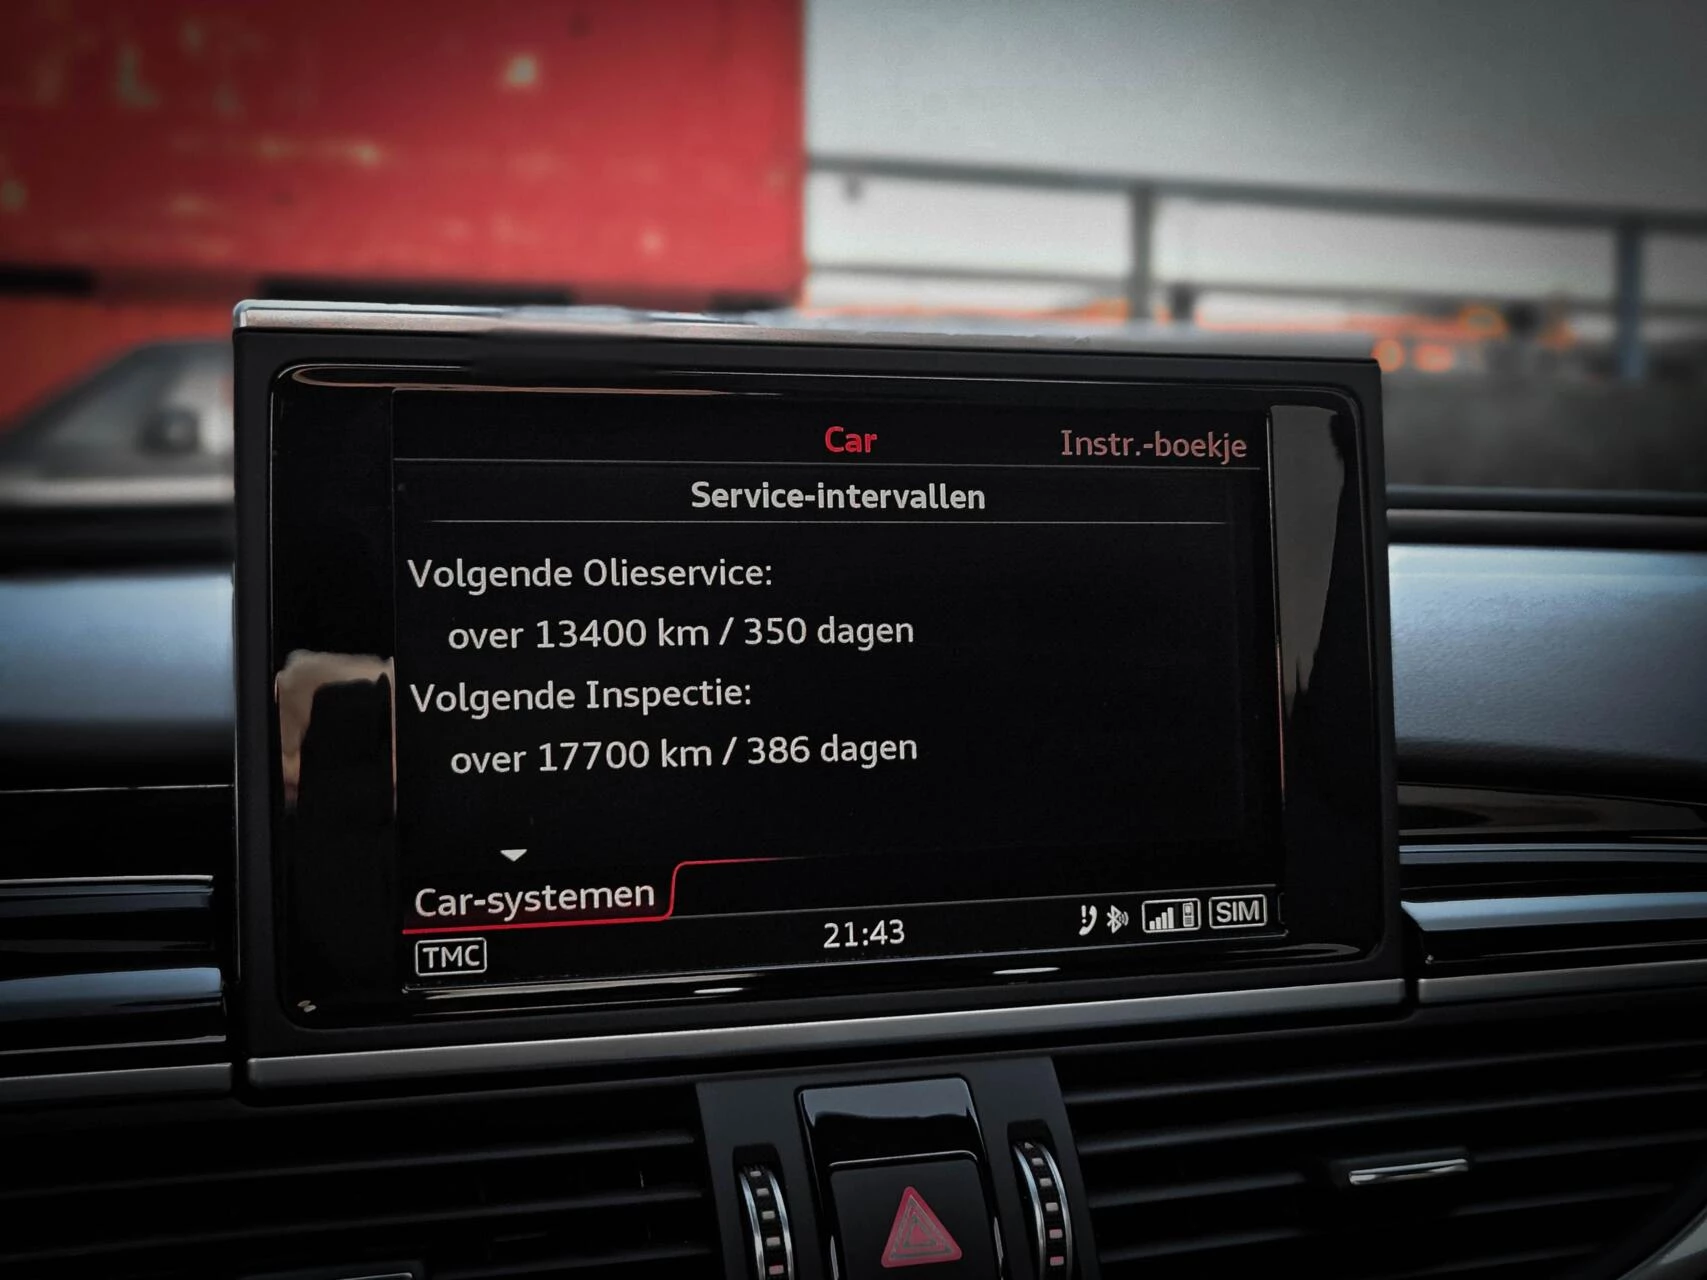 Car
Instr.-boekje
Service-intervallen
Volgende Olieservice:
over 13400 km / 350 dagen
Volgende Inspectie:
over 17700 km / 386 dagen
Car-systemen
TMC
21:43
SIM